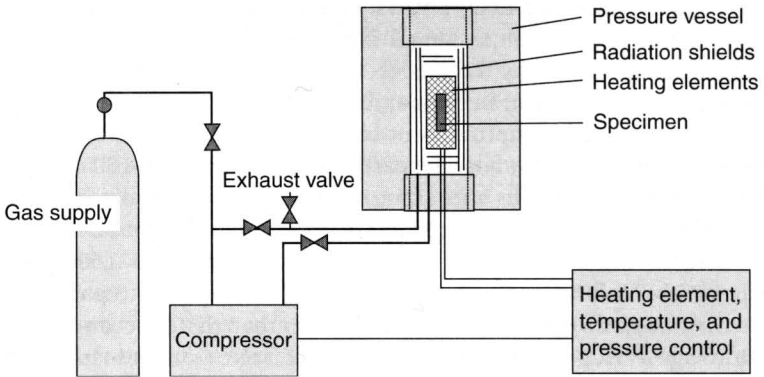 Pressure vessel
Radiation shields
Heating elements
Specimen
Exhaust valve
Gas supply
Compressor
Heating element,
temperature, and
pressure control